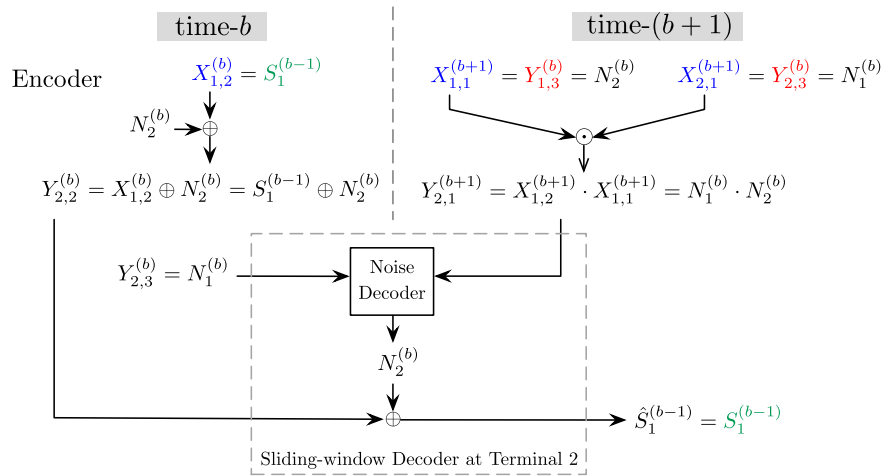 time-b
time-(b + 1)
Encoder
X_{1,2}^{(b)} = S_1^{(b-1)}
X_{1,1}^{(b+1)} = Y_{1,3}^{(b)} = N_2^{(b)}
X_{2,1}^{(b+1)} = Y_{2,3}^{(b)} = N_1^{(b)}
N_2^{(b)}
Y_{2,2}^{(b)} = X_{1,2}^{(b)} ⊕ N_2^{(b)} = S_1^{(b-1)} ⊕ N_2^{(b)}
Y_{2,1}^{(b+1)} = X_{1,2}^{(b+1)} · X_{1,1}^{(b+1)} = N_1^{(b)} · N_2^{(b)}
Y_{2,3}^{(b)} = N_1^{(b)}
Noise
Decoder
N_2^{(b)}
Ŝ_1^{(b-1)} = S_1^{(b-1)}
Sliding-window Decoder at Terminal 2